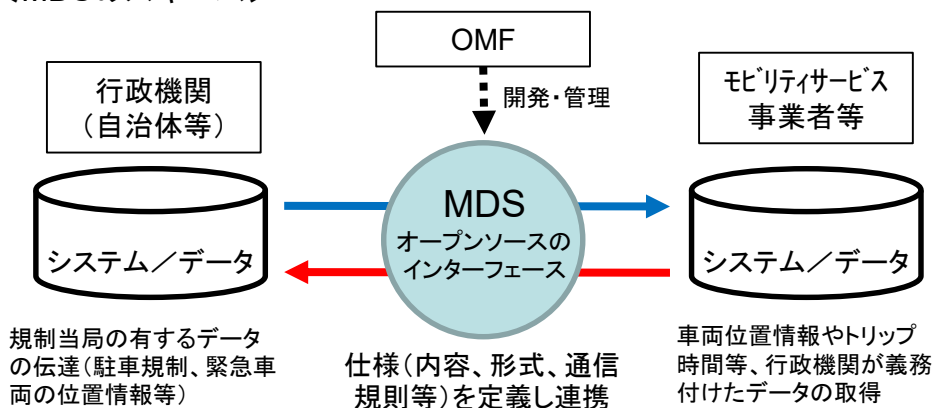 OMF
開発・管理
行政機関
（自治体等）
モビリティサービス
事業者等
MDS
オープンソースの
インターフェース
システム／データ
システム／データ
規制当局の有するデータ
の伝達（駐車規制、緊急車
両の位置情報等）
仕様（内容、形式、通信
規則等）を定義し連携
車両位置情報やトリップ
時間等、行政機関が義務
付けたデータの取得